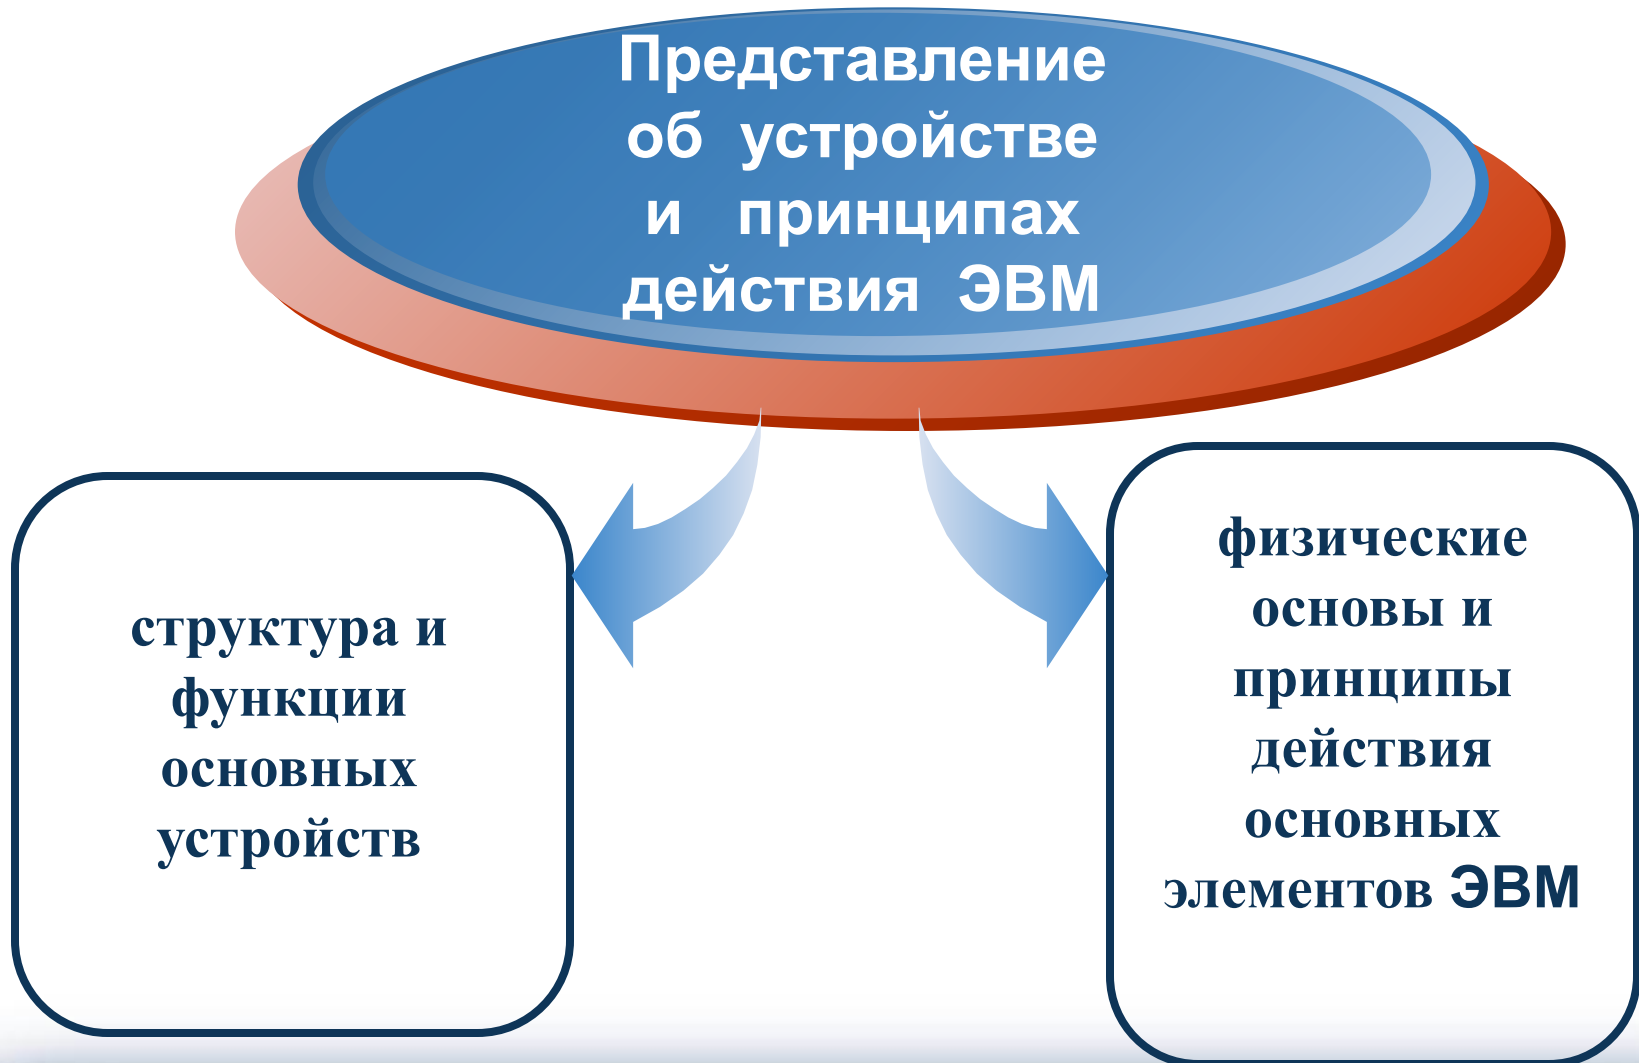 Представление
об устройстве
и принципах
действия ЭВМ
структура и
функции
основных
устройств
физические
основы и
принципы
действия
основных
элементов ЭВМ